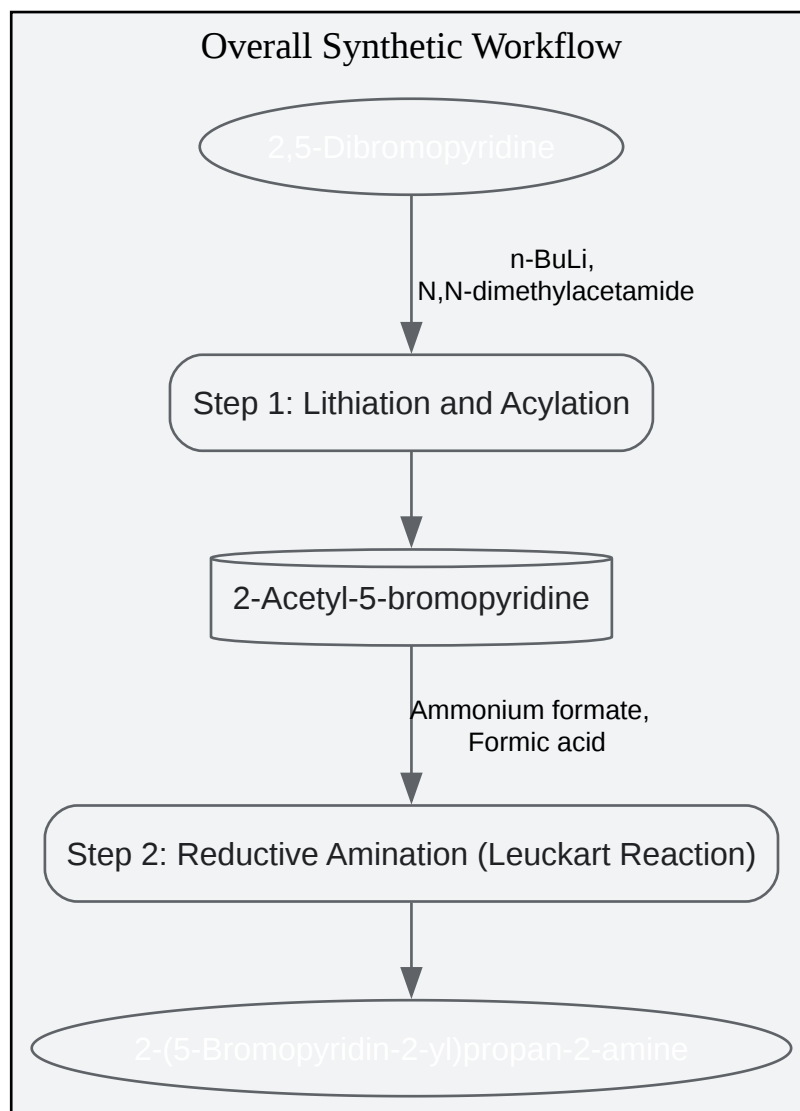 Overall Synthetic Workflow
2,5-Dibromopyridine
n-BuLi,
N,N-dimethylacetamide
Step 1: Lithiation and Acylation
2-Acetyl-5-bromopyridine
Ammonium formate,
Formic acid
Step 2: Reductive Amination (Leuckart Reaction)
2-(5-Bromopyridin-2-yl)propan-2-amine